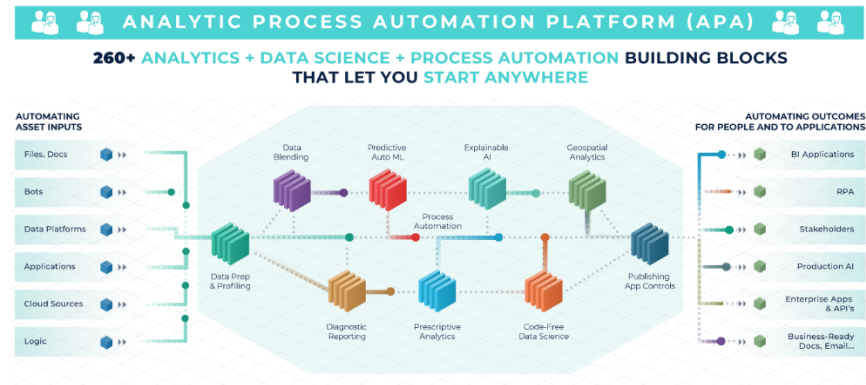 ANALYTIC PROCESS AUTOMATION PLATFORM (APA)
260+ ANALYTICS + DATA SCIENCE + PROCESS AUTOMATION BUILDING BLOCKS
THAT LET YOU START ANYWHERE
AUTOMATING
ASSET INPUTS
Files, Docs
Bots
Data Platforms
Applications
Cloud Sources
Logic
Data
Blending
Predictive
Auto ML
Explainable
AI
Geospatial
Analytics
Process
Automation
Data Prep
& Profiling
Publishing
App Controls
Diagnostic
Reporting
Prescriptive
Analytics
Code-Free
Data Science
AUTOMATING OUTCOMES
FOR PEOPLE AND TO APPLICATIONS
BI Applications
RPA
Stakeholders
Production AI
Enterprise Apps
& API's
Business-Ready
Docs, Email...